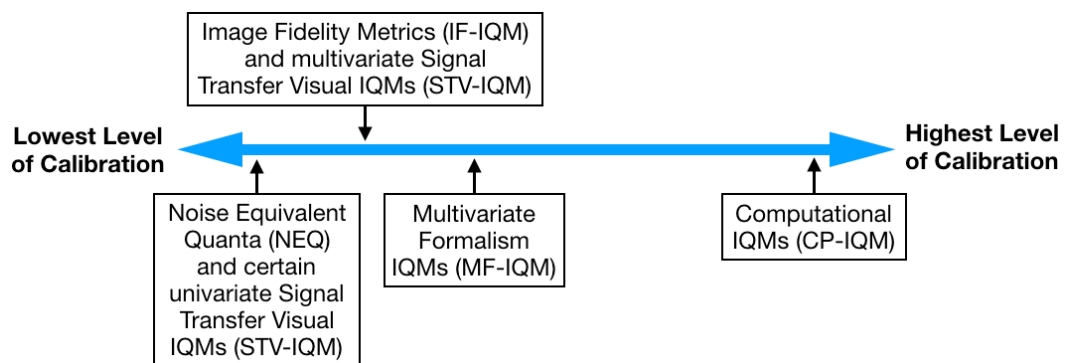 Image Fidelity Metrics (IF-IQM)
and multivariate Signal
Transfer Visual IQMs (STV-IQM)
Lowest Level
of Calibration
Highest Level
of Calibration
Noise Equivalent
Quanta (NEQ)
and certain
univariate Signal
Transfer Visual
IQMs (STV-IQM)
Multivariate
Formalism
IQMs (MF-IQM)
Computational
IQMs (CP-IQM)